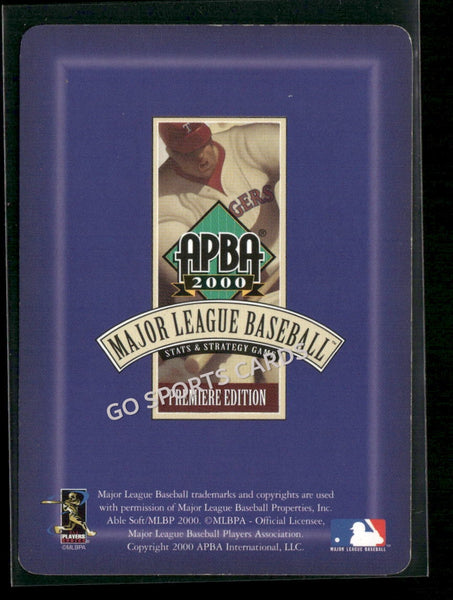 T
GERS
APBA®
2000
MAJOR LEAGUE BASEBALL™
STATS & STRATEGY GAME
GO SPORTS CARDS
PREMIERE EDITION
Major League Baseball trademarks and copyrights are used
with permission of Major League Baseball Properties, Inc.
Able Soft/MLBP 2000. ©MLBPA - Official Licensee,
Major League Baseball Players Association.
Copyright 2000 APBA International, LLC.
PLAYERS
CHOICE
©MLBPA
MAJOR LEAGUE BASEBALL